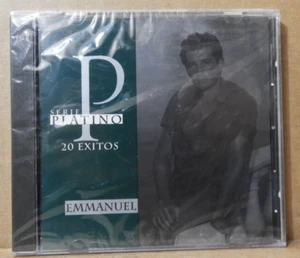 P
SERIE
PLATINO
20 EXITOS
EMMANUEL